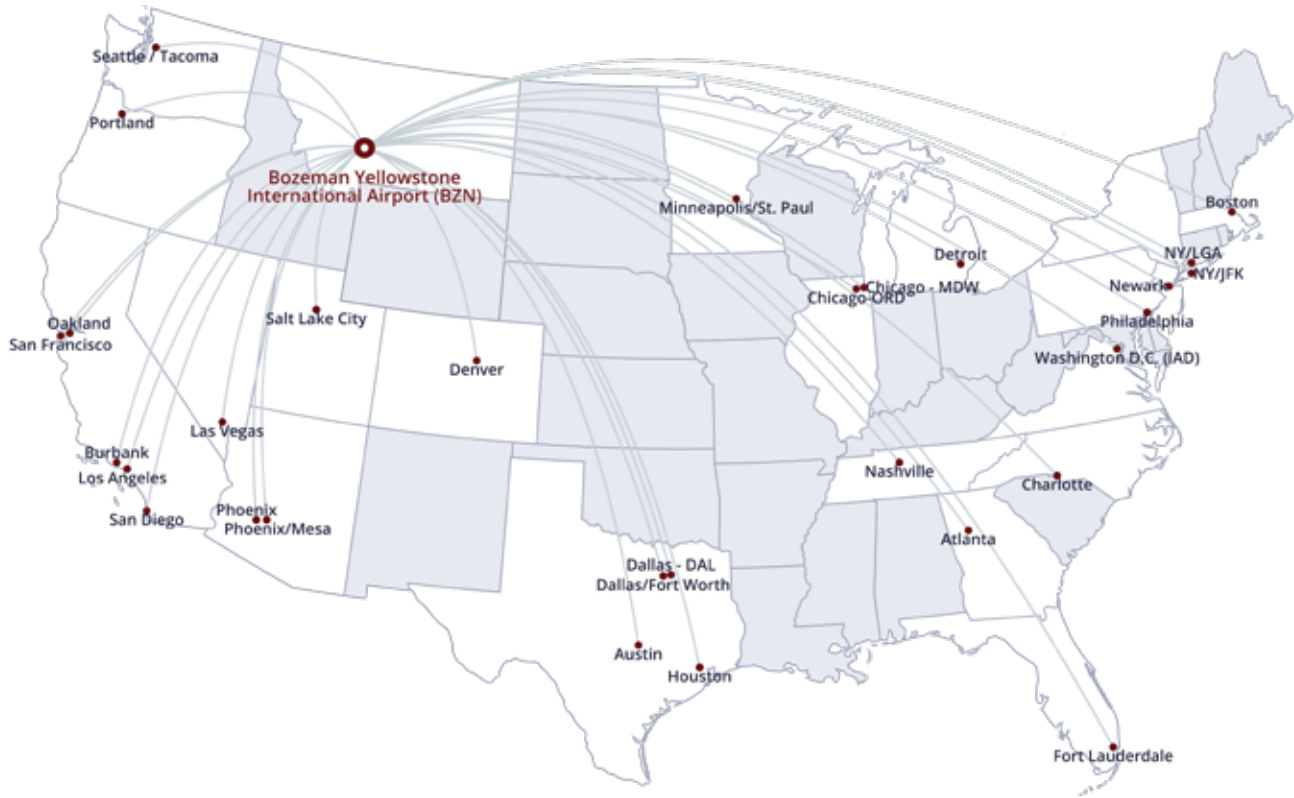 Seattle / Tacoma
Portland
Bozeman Yellowstone
International Airport (BZN)
Minneapolis/St. Paul
Boston
Detroit
NY/LGA
NY/JFK
Newark
Chicago - MDW
Chicago-ORD
Philadelphia
Washington D.C. (IAD)
Oakland
San Francisco
Salt Lake City
Denver
Las Vegas
Burbank
Los Angeles
San Diego
Phoenix
Phoenix/Mesa
Nashville
Charlotte
Atlanta
Dallas - DAL
Dallas/Fort Worth
Austin
Houston
Fort Lauderdale